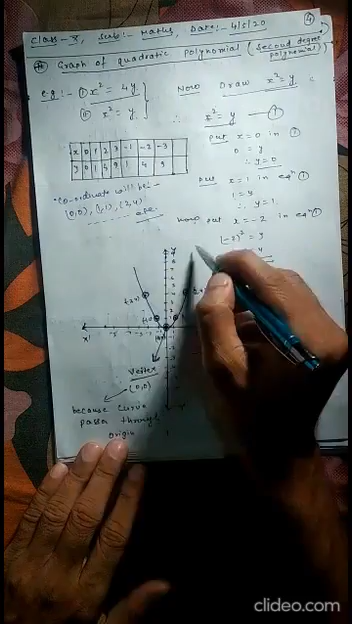 Class-X, Sub:- Maths, Date:- 4/5/20
4
Graph of quadratic Polynomial (Second degree polynomial)
e.g:- (i) x² = 4y
(ii) x² = y
Now Draw x² = y
∴ x² = y — (1)
put x = 0 in (1)
0 = y
∴ y = 0
put x = 1 in eqⁿ (1)
1 = y
∴ y = 1
Now put x = -2 in eqⁿ (1)
(-2)² = y
4
x 0 1 2 3 -1 -2 -3
y 0 1 4 9 1 4 9
Co-ordinate will be:-
(0,0), (1,1), (2,4)
etc.
Y
X'
(-2,4)
Vertex
(0,0)
because curve
passes through
origin
clideo.com